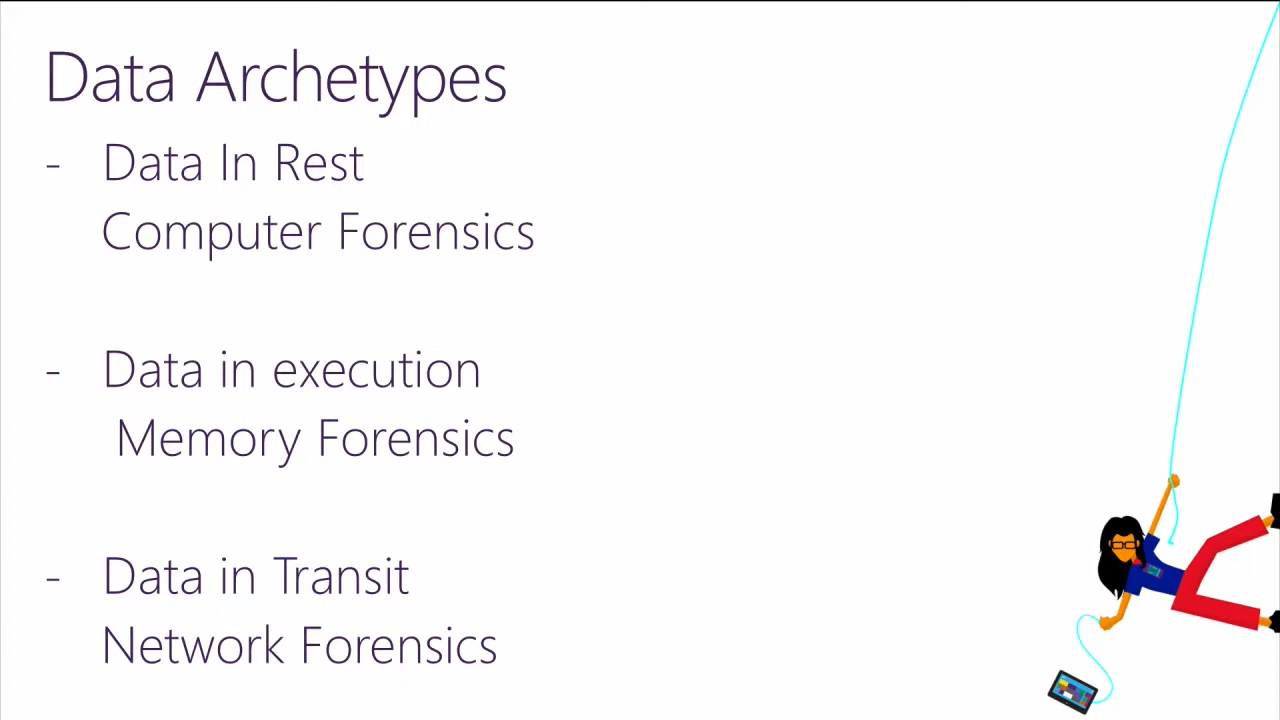 Data Archetypes
- Data In Rest
Computer Forensics
- Data in execution
Memory Forensics
- Data in Transit
Network Forensics